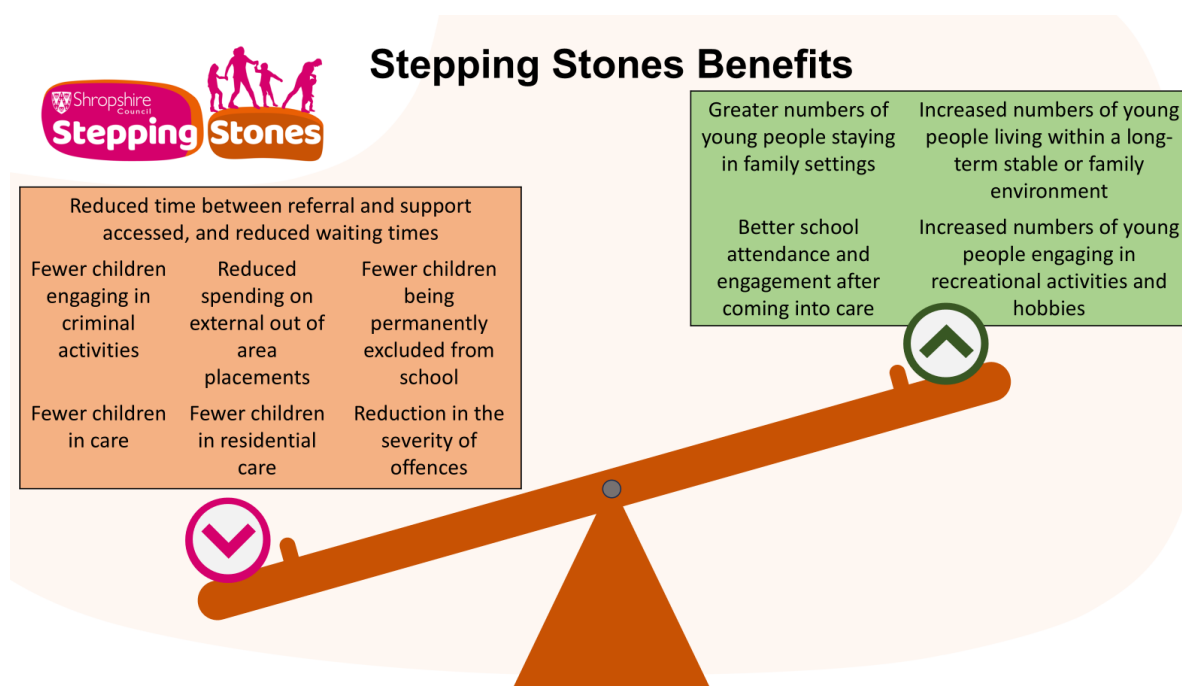 Stepping Stones Benefits
Shropshire
Council
Stepping Stones
Reduced time between referral and support
accessed, and reduced waiting times
Fewer children
engaging in
criminal
activities
Reduced
spending on
external out of
area
placements
Fewer children
being
permanently
excluded from
school
Fewer children
in care
Fewer children
in residential
care
Reduction in the
severity of
offences
Greater numbers of
young people staying
in family settings
Increased numbers of young
people living within a long-
term stable or family
environment
Better school
attendance and
engagement after
coming into care
Increased numbers of young
people engaging in
recreational activities and
hobbies